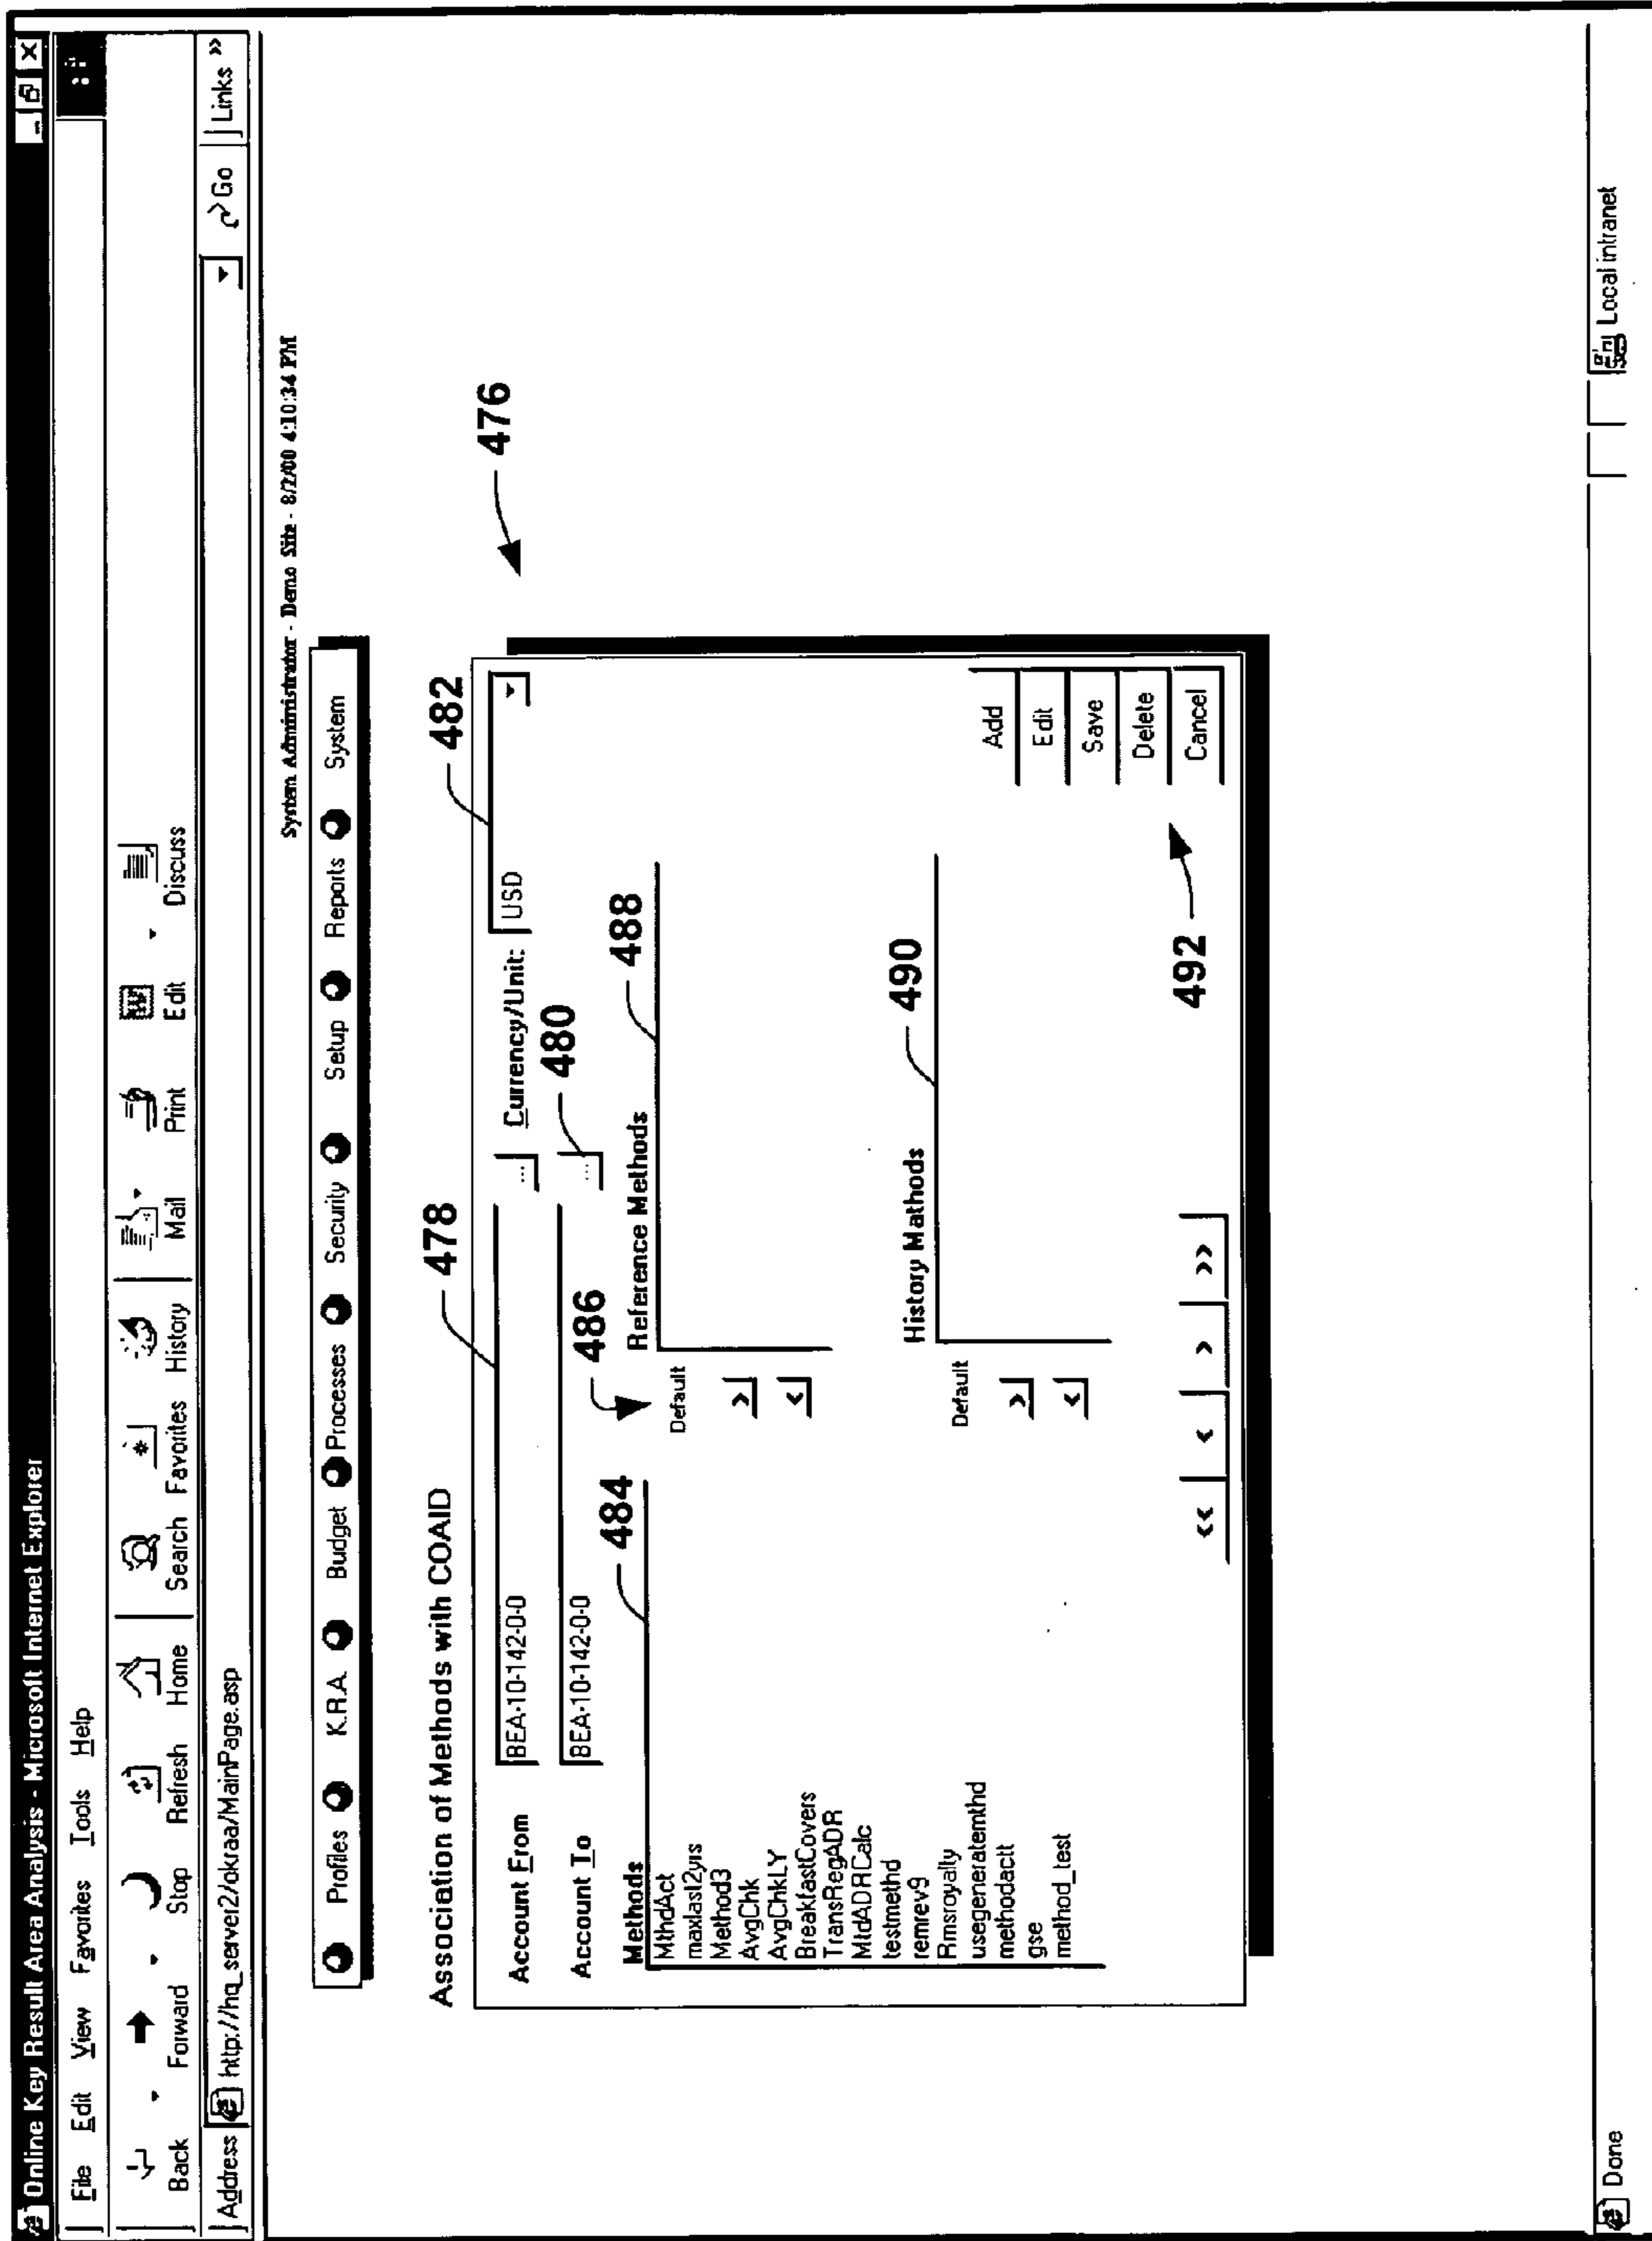 Online Key Result Area Analysis - Microsoft Internet Explorer
File Edit View Favorites Tools Help
Back Forward Stop Refresh Home Search Favorites History Mail Print Edit Discuss
Address http://hq_server2/okraa/MainPage.asp Go Links »
System Administrator - Demo Site - 8/2/00 4:10:34 PM
Profiles K.R.A. Budget Processes Security Setup Reports System
Association of Methods with COAID
478
482
476
Account From BEA-10-142-0-0 ... Currency/Unit: USD
480
Account To BEA-10-142-0-0 ...
484
486
488
Methods
Reference Methods
MthdAct
maxlast2yrs
Method3
AvgChk
AvgChkLY
BreakfastCovers
TransRegADR
MtdADRCalc
testmethd
remrev9
Rmsroyally
usegeneratemthd
methodactt
gse
method_test
Default
>
<
490
History Mathods
Default
>
<
<< < > >>
492
Add
Edit
Save
Delete
Cancel
Done Local intranet